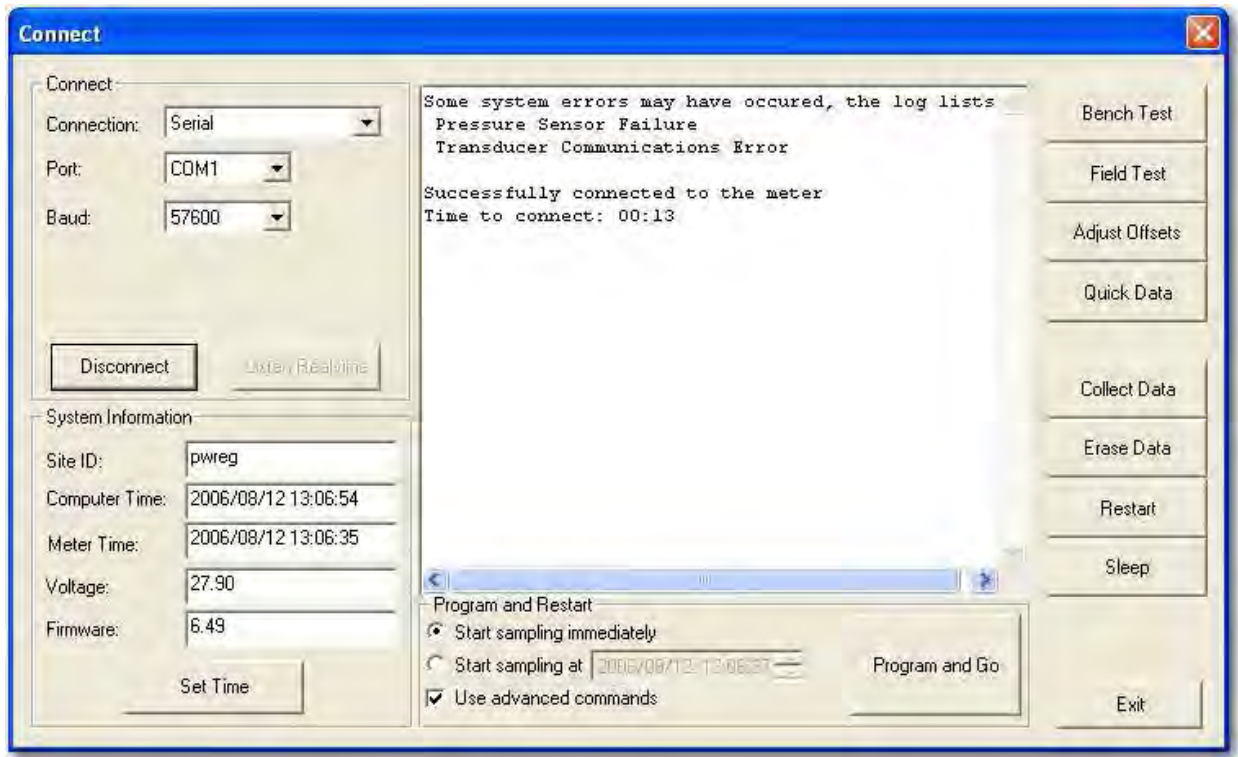 Connect
Connect
Connection: Serial
Port: COM1
Baud: 57600
Disconnect
System Information
Site ID: pwreg
Computer Time: 2006/08/12 13:06:54
Meter Time: 2006/08/12 13:06:35
Voltage: 27.90
Firmware: 6.49
Set Time
Some system errors may have occured, the log lists
Pressure Sensor Failure
Transducer Communications Error
Successfully connected to the meter
Time to connect: 00:13
Program and Restart
Start sampling immediately
Start sampling at
Use advanced commands
Program and Go
Bench Test
Field Test
Adjust Offsets
Quick Data
Collect Data
Erase Data
Restart
Sleep
Exit